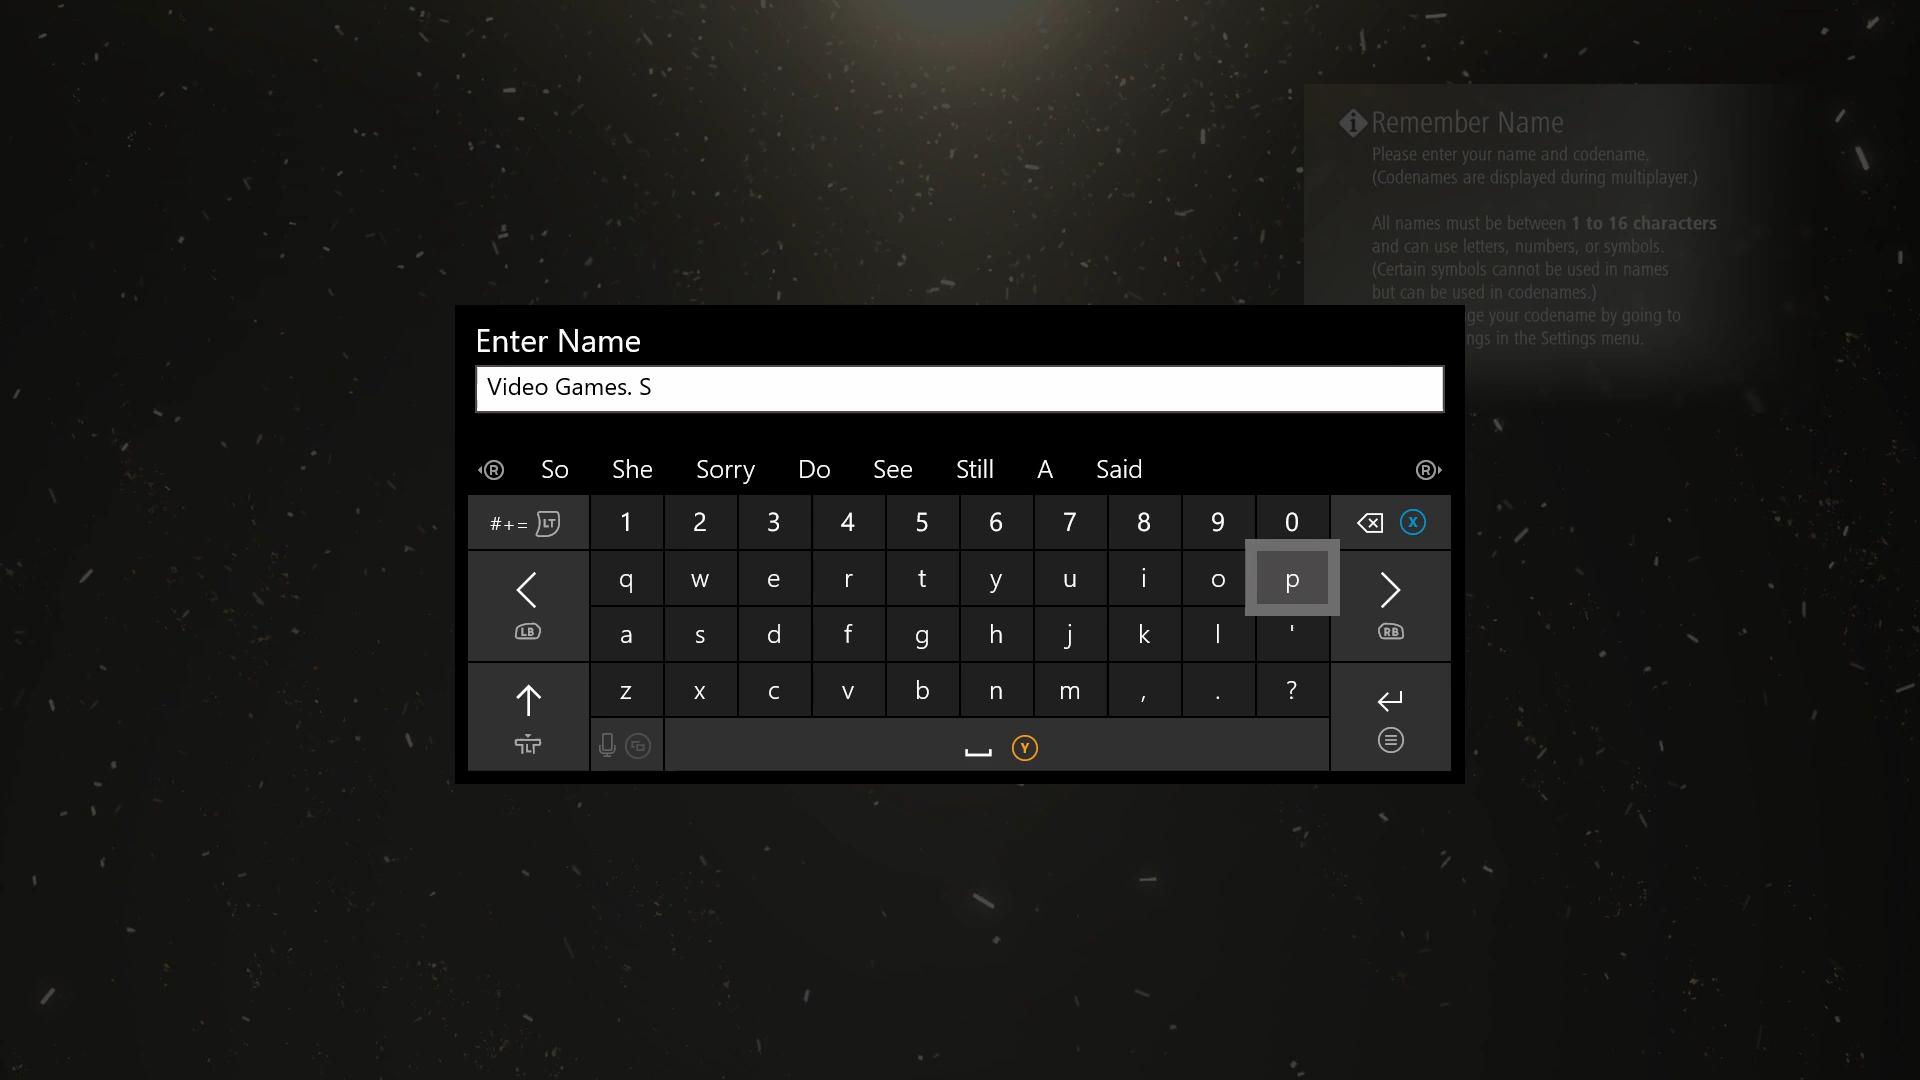 Remember Name
Please enter your name and codename.
(Codenames are displayed during multiplayer.)
All names must be between 1 to 16 characters
and can use letters, numbers, or symbols.
(Certain symbols cannot be used in names
but can be used in codenames.)
your codename by going to
in the Settings menu.
Enter Name
Video Games. S
R So She Sorry Do See Still A Said R
#+= LT 1 2 3 4 5 6 7 8 9 0 X
q w e r t y u i o p
LB RB
a s d f g h j k l '
z x c v b n m , . ?
LT Y